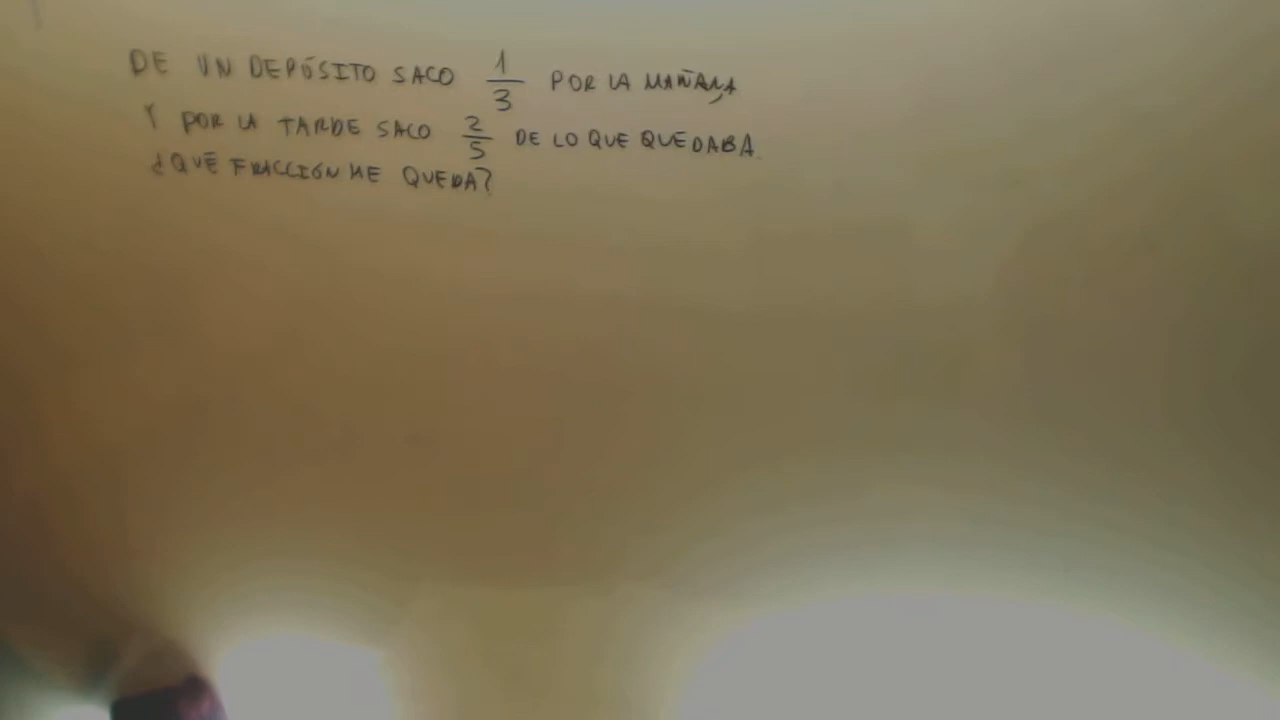 DE UN DEPÓSITO SACO 1/3 POR LA MAÑANA,
Y POR LA TARDE SACO 2/5 DE LO QUE QUEDABA.
¿QUÉ FRACCIÓN ME QUEDA?